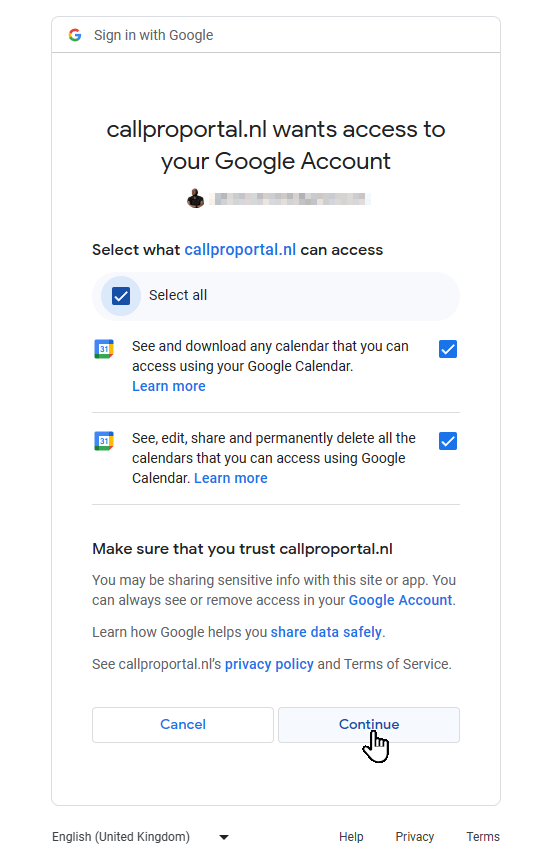 Sign in with Google
callproportal.nl wants access to
your Google Account
Select what callproportal.nl can access
Select all
31
See and download any calendar that you can
access using your Google Calendar.
Learn more
31
See, edit, share and permanently delete all the
calendars that you can access using Google
Calendar. Learn more
Make sure that you trust callproportal.nl
You may be sharing sensitive info with this site or app. You
can always see or remove access in your Google Account.
Learn how Google helps you share data safely.
See callproportal.nl's privacy policy and Terms of Service.
Cancel
Continue
English (United Kingdom)
Help
Privacy
Terms